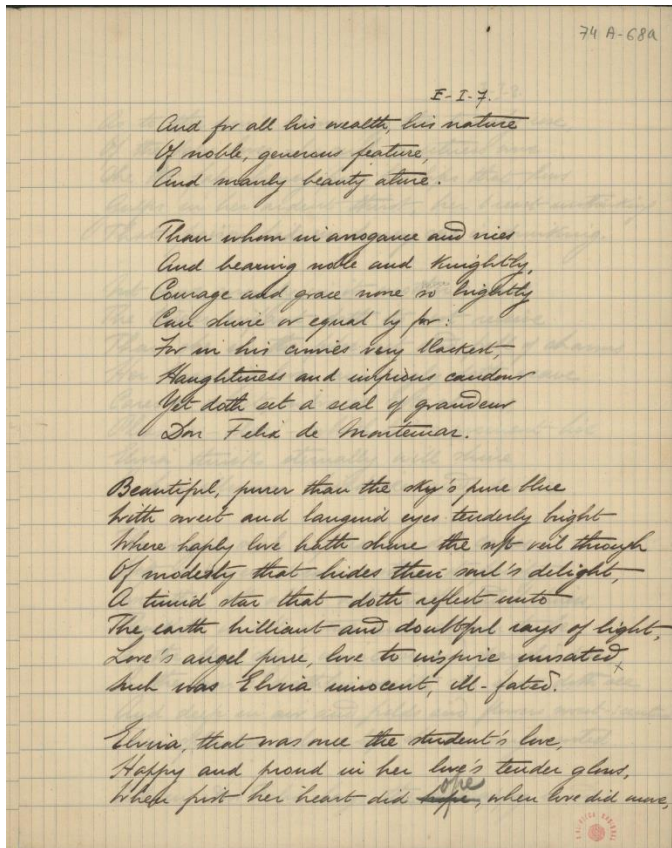 74 A-68a
E-I-7.
And for all his wealth, his nature
Of noble, generous feature,
And manly beauty
Than whom in arrogance and vices
And bearing noble and knightly,
Courage and grace none so brightly
Can shine or equal by far:
For in his crimes very blackest,
Haughtiness and impious candour
Yet doth set a seal of grandeur
Don Felix de Montemar.
Beautiful, purer than the sky's pure blue
With sweet and languid eyes tenderly bright
Where haply love hath shone the soft veil through
Of modesty that hides their soul's delight,
A timid star that doth reflect unto
The earth brilliant and doubtful rays of light,
Love's angel pure, love to inspire unsated x
Such was Elvira innocent, ill-fated.
Elvira, that was once the student's love,
Happy and proud in her love's tender glow,
ope
When first her heart did hope, when love did move,